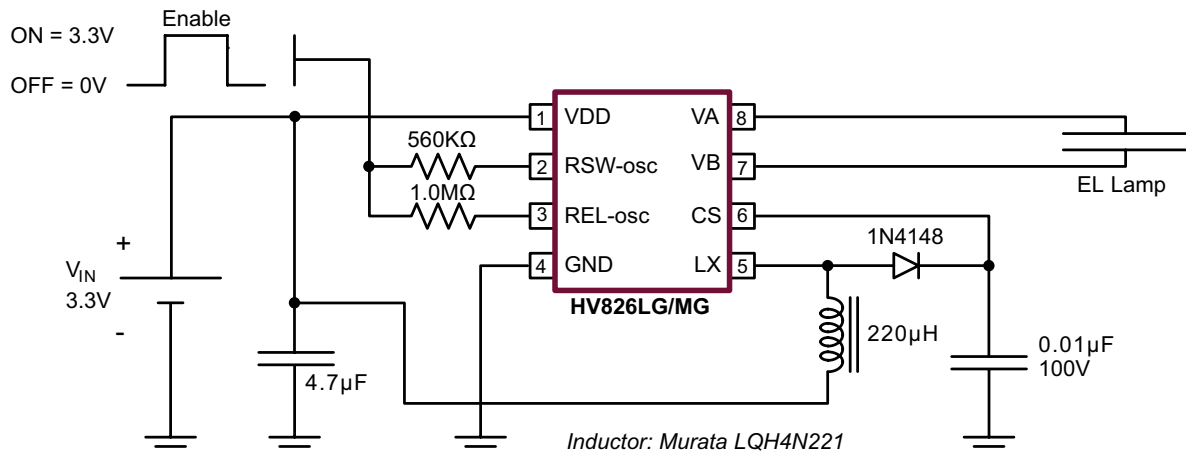 Enable
ON = 3.3V
OFF = 0V
560KΩ
1.0MΩ
1 VDD
2 RSW-osc
3 REL-osc
4 GND
VA 8
VB 7
CS 6
LX 5
HV826LG/MG
EL Lamp
1N4148
+
VIN
3.3V
-
4.7µF
220µH
0.01µF
100V
Inductor: Murata LQH4N221